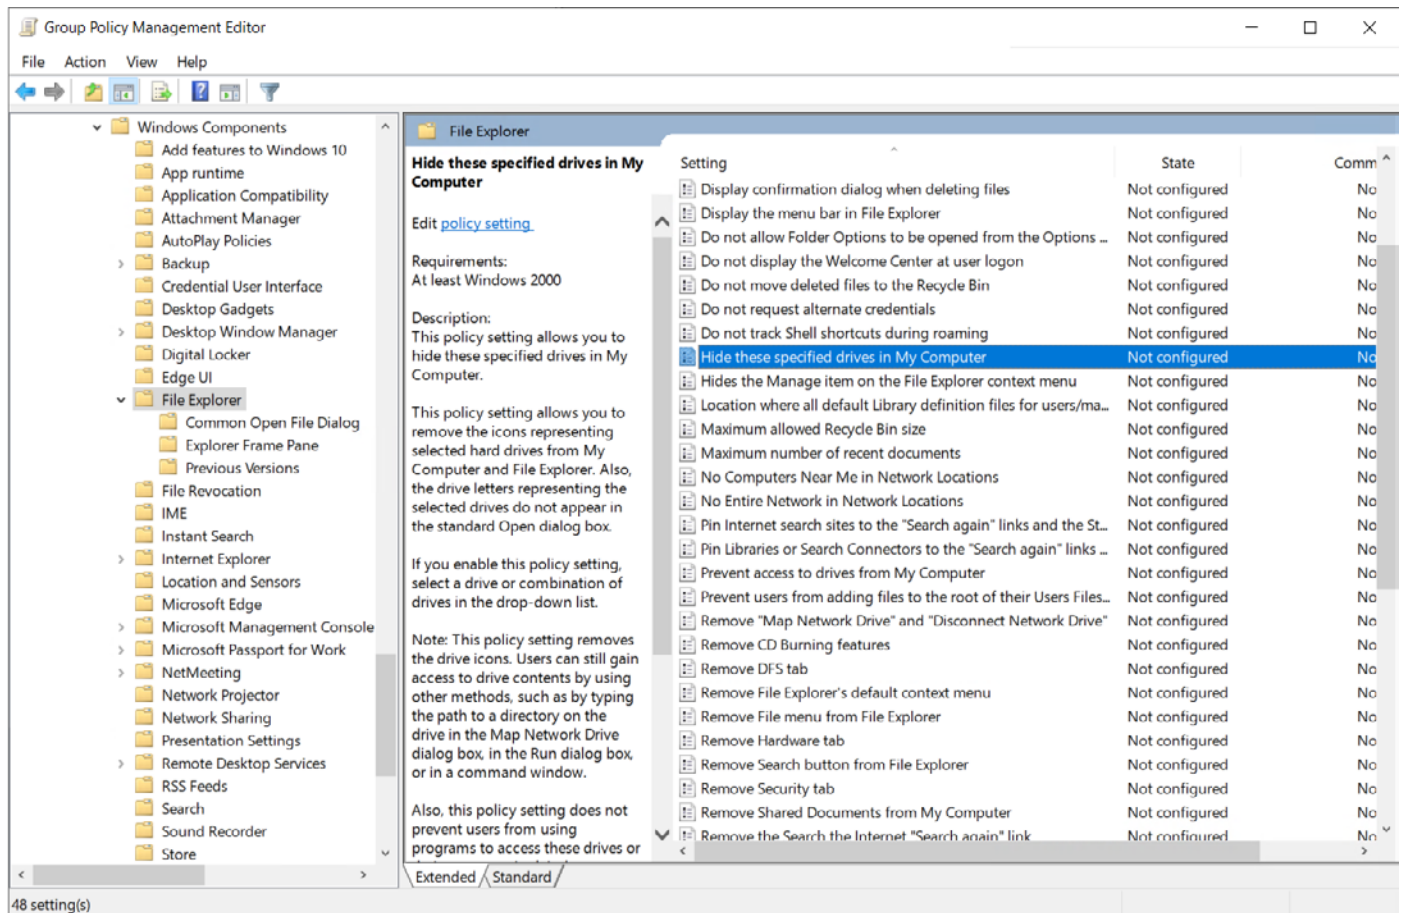 Group Policy Management Editor
File Action View Help
Windows Components
Add features to Windows 10
App runtime
Application Compatibility
Attachment Manager
AutoPlay Policies
Backup
Credential User Interface
Desktop Gadgets
Desktop Window Manager
Digital Locker
Edge UI
File Explorer
Common Open File Dialog
Explorer Frame Pane
Previous Versions
File Revocation
IME
Instant Search
Internet Explorer
Location and Sensors
Microsoft Edge
Microsoft Management Console
Microsoft Passport for Work
NetMeeting
Network Projector
Network Sharing
Presentation Settings
Remote Desktop Services
RSS Feeds
Search
Sound Recorder
Store
File Explorer
Hide these specified drives in My
Computer
Edit policy setting
Requirements:
At least Windows 2000
Description:
This policy setting allows you to
hide these specified drives in My
Computer.
This policy setting allows you to
remove the icons representing
selected hard drives from My
Computer and File Explorer. Also,
the drive letters representing the
selected drives do not appear in
the standard Open dialog box.
If you enable this policy setting,
select a drive or combination of
drives in the drop-down list.
Note: This policy setting removes
the drive icons. Users can still gain
access to drive contents by using
other methods, such as by typing
the path to a directory on the
drive in the Map Network Drive
dialog box, in the Run dialog box,
or in a command window.
Also, this policy setting does not
prevent users from using
programs to access these drives or
Setting State Comm
Display confirmation dialog when deleting files Not configured No
Display the menu bar in File Explorer Not configured No
Do not allow Folder Options to be opened from the Options ... Not configured No
Do not display the Welcome Center at user logon Not configured No
Do not move deleted files to the Recycle Bin Not configured No
Do not request alternate credentials Not configured No
Do not track Shell shortcuts during roaming Not configured No
Hide these specified drives in My Computer Not configured No
Hides the Manage item on the File Explorer context menu Not configured No
Location where all default Library definition files for users/ma... Not configured No
Maximum allowed Recycle Bin size Not configured No
Maximum number of recent documents Not configured No
No Computers Near Me in Network Locations Not configured No
No Entire Network in Network Locations Not configured No
Pin Internet search sites to the "Search again" links and the St... Not configured No
Pin Libraries or Search Connectors to the "Search again" links ... Not configured No
Prevent access to drives from My Computer Not configured No
Prevent users from adding files to the root of their Users Files... Not configured No
Remove "Map Network Drive" and "Disconnect Network Drive" Not configured No
Remove CD Burning features Not configured No
Remove DFS tab Not configured No
Remove File Explorer's default context menu Not configured No
Remove File menu from File Explorer Not configured No
Remove Hardware tab Not configured No
Remove Search button from File Explorer Not configured No
Remove Security tab Not configured No
Remove Shared Documents from My Computer Not configured No
Remove the Search the Internet "Search again" link Not configured No
Extended Standard
48 setting(s)